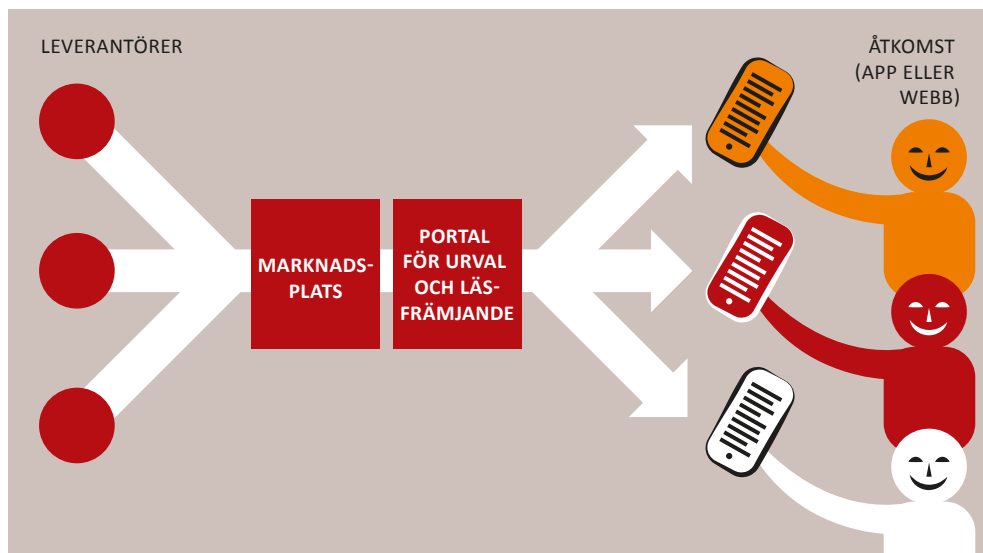 LEVERANTÖRER
ÅTKOMST
(APP ELLER
WEBB)
MARKNADS-
PLATS
PORTAL
FÖR URVAL
OCH LÄS-
FRÄMJANDE